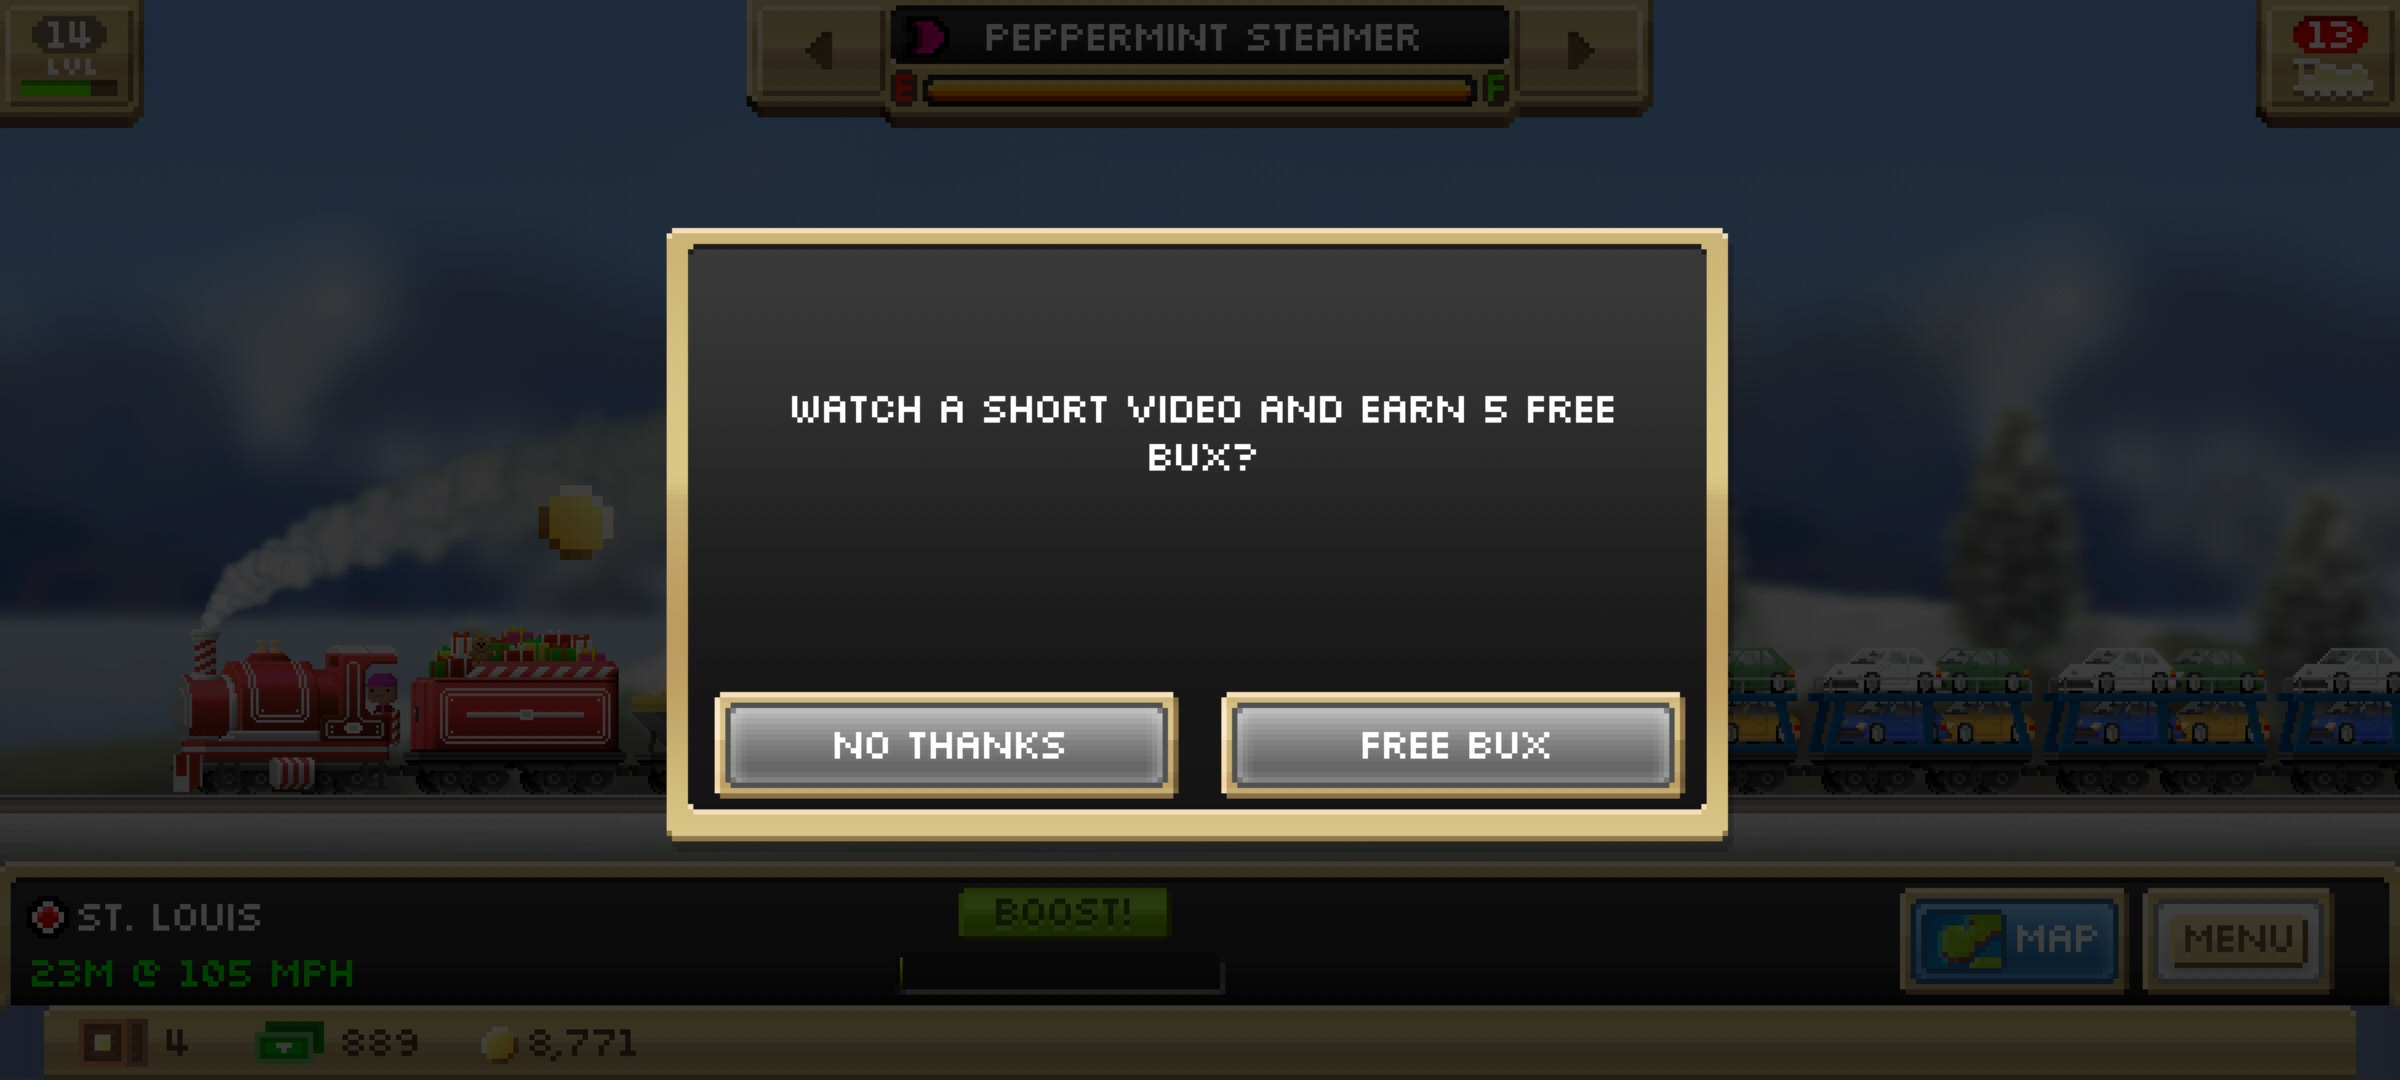 14
LVL
PEPPERMINT STEAMER
E F
13
WATCH A SHORT VIDEO AND EARN 5 FREE
BUX?
NO THANKS
FREE BUX
ST. LOUIS
23M @ 105 MPH
BOOST!
MAP
MENU
4
889
8,771